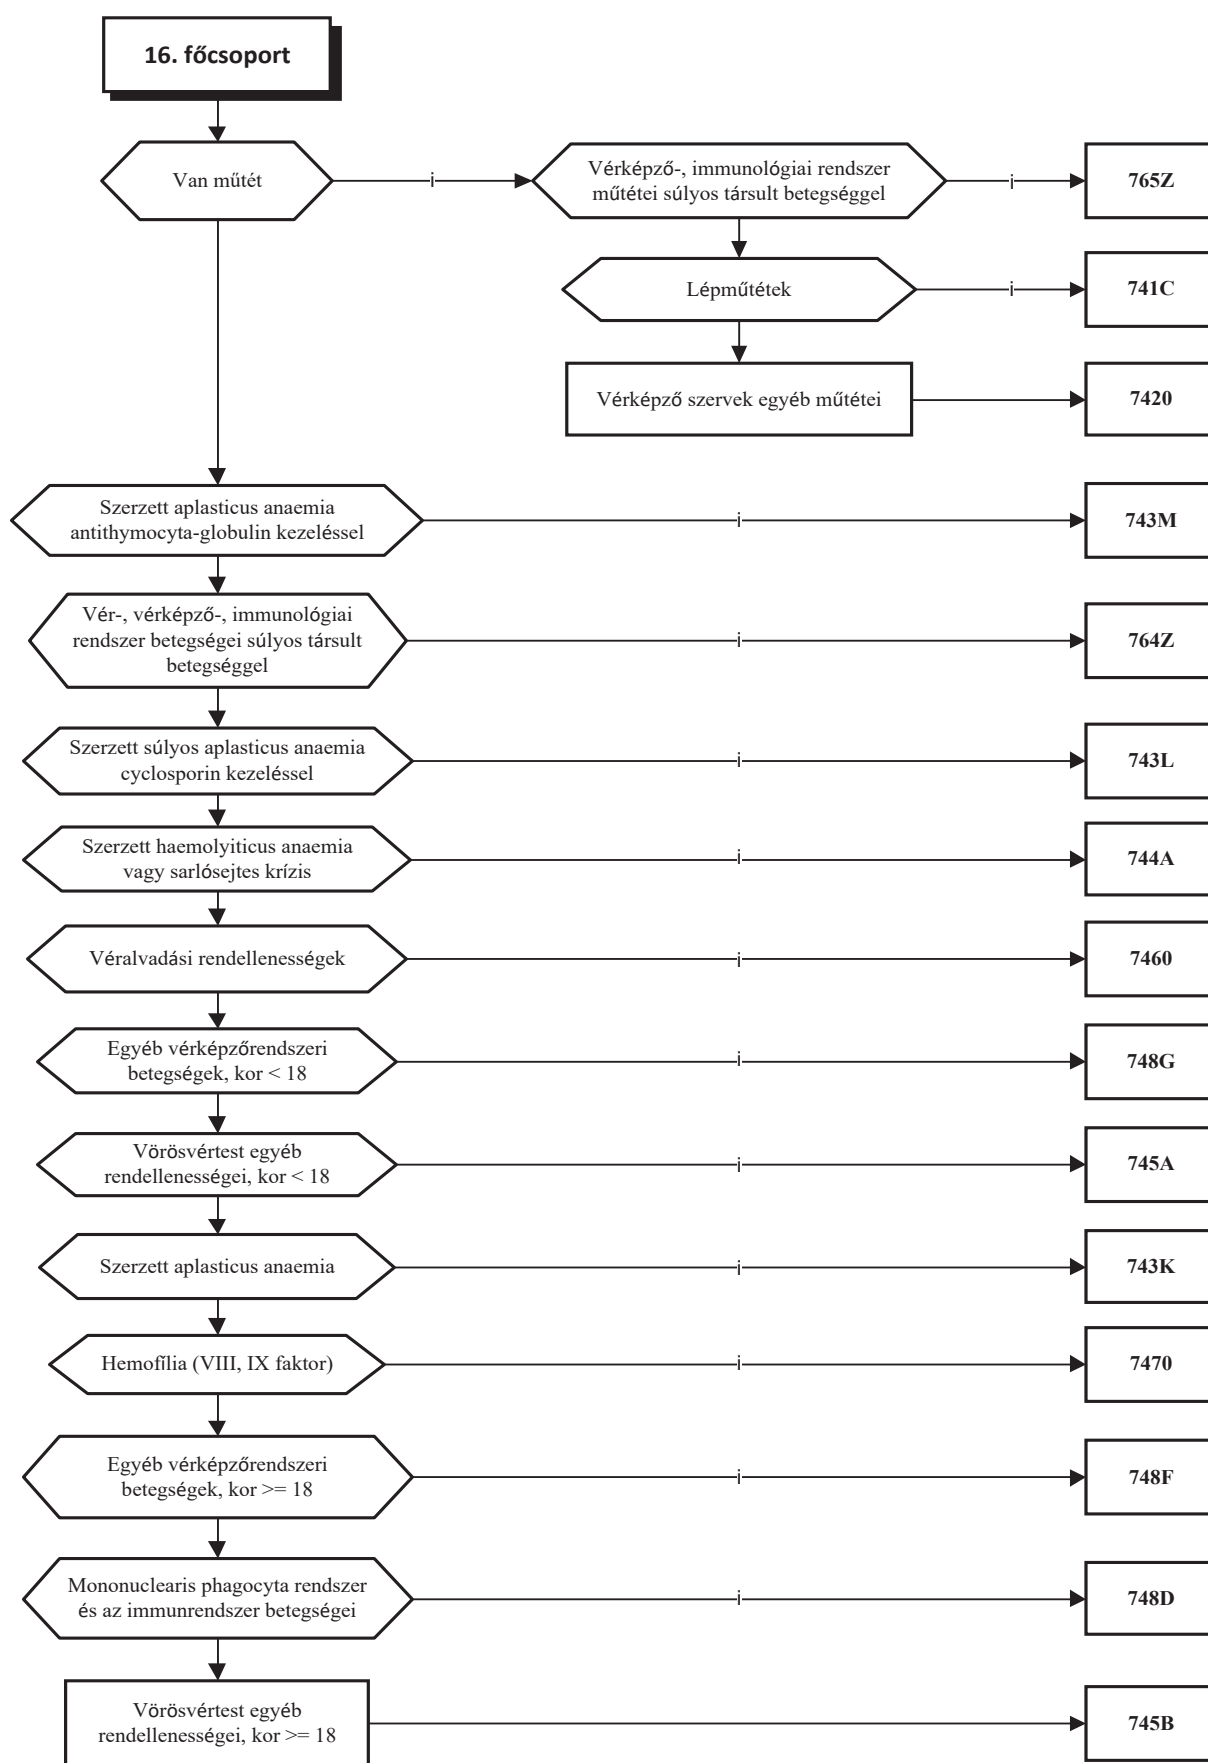 16. főcsoport
Van műtét
i
Vérképző-, immunológiai rendszer
műtétei súlyos társult betegséggel
i
765Z
Lépműtétek
i
741C
Vérképző szervek egyéb műtétei
7420
Szerzett aplasticus anaemia
antithymocyta-globulin kezeléssel
i
743M
Vér-, vérképző-, immunológiai
rendszer betegségei súlyos társult
betegséggel
i
764Z
Szerzett súlyos aplasticus anaemia
cyclosporin kezeléssel
i
743L
Szerzett haemolyiticus anaemia
vagy sarlósejtes krízis
i
744A
Véralvadási rendellenességek
i
7460
Egyéb vérképzőrendszeri
betegségek, kor < 18
i
748G
Vörösvértest egyéb
rendellenességei, kor < 18
i
745A
Szerzett aplasticus anaemia
i
743K
Hemofília (VIII, IX faktor)
i
7470
Egyéb vérképzőrendszeri
betegségek, kor >= 18
i
748F
Mononuclearis phagocyta rendszer
és az immunrendszer betegségei
i
748D
Vörösvértest egyéb
rendellenességei, kor >= 18
745B